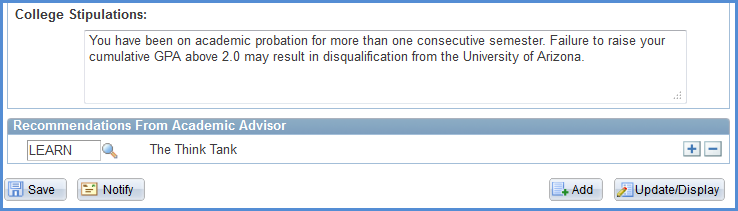 College Stipulations:
You have been on academic probation for more than one consecutive semester. Failure to raise your
cumulative GPA above 2.0 may result in disqualification from the University of Arizona.
Recommendations From Academic Advisor
LEARN The Think Tank
Save Notify Add Update/Display